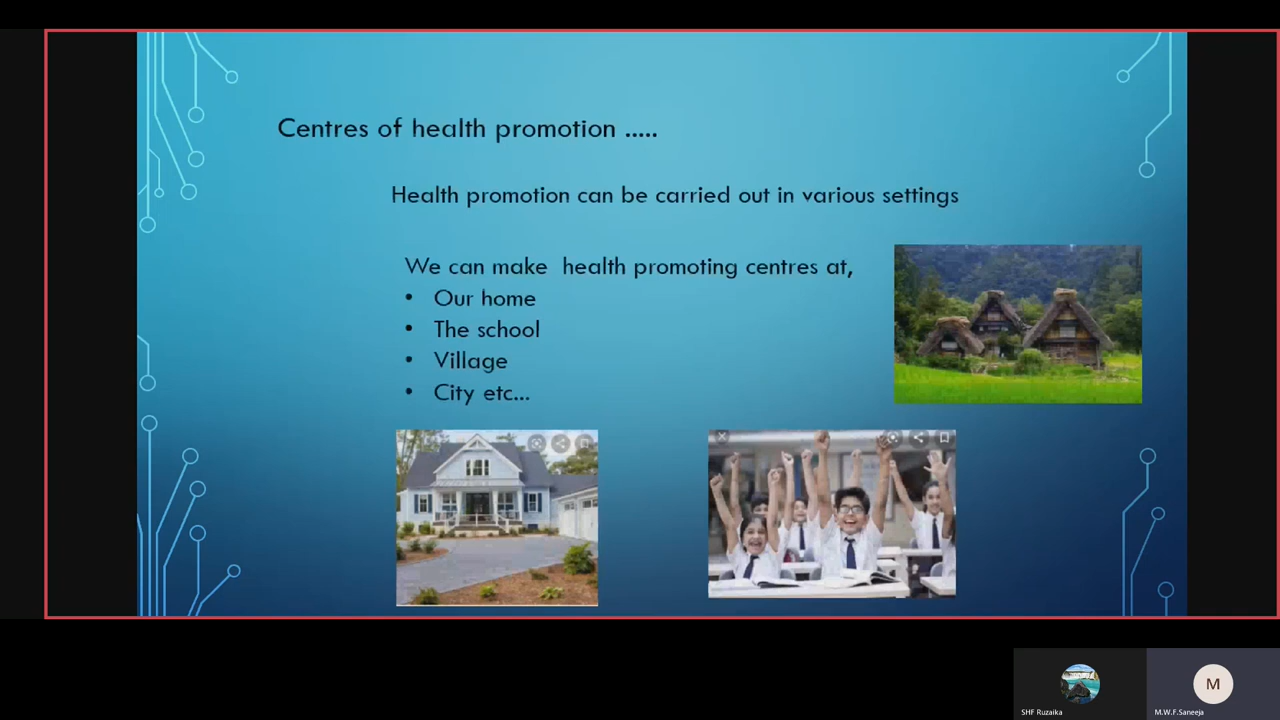 Centres of health promotion .....
Health promotion can be carried out in various settings
We can make  health promoting centres at,
• Our home
• The school
• Village
• City etc...
M
SHF Ruzaika
M.W.F.Saneeja